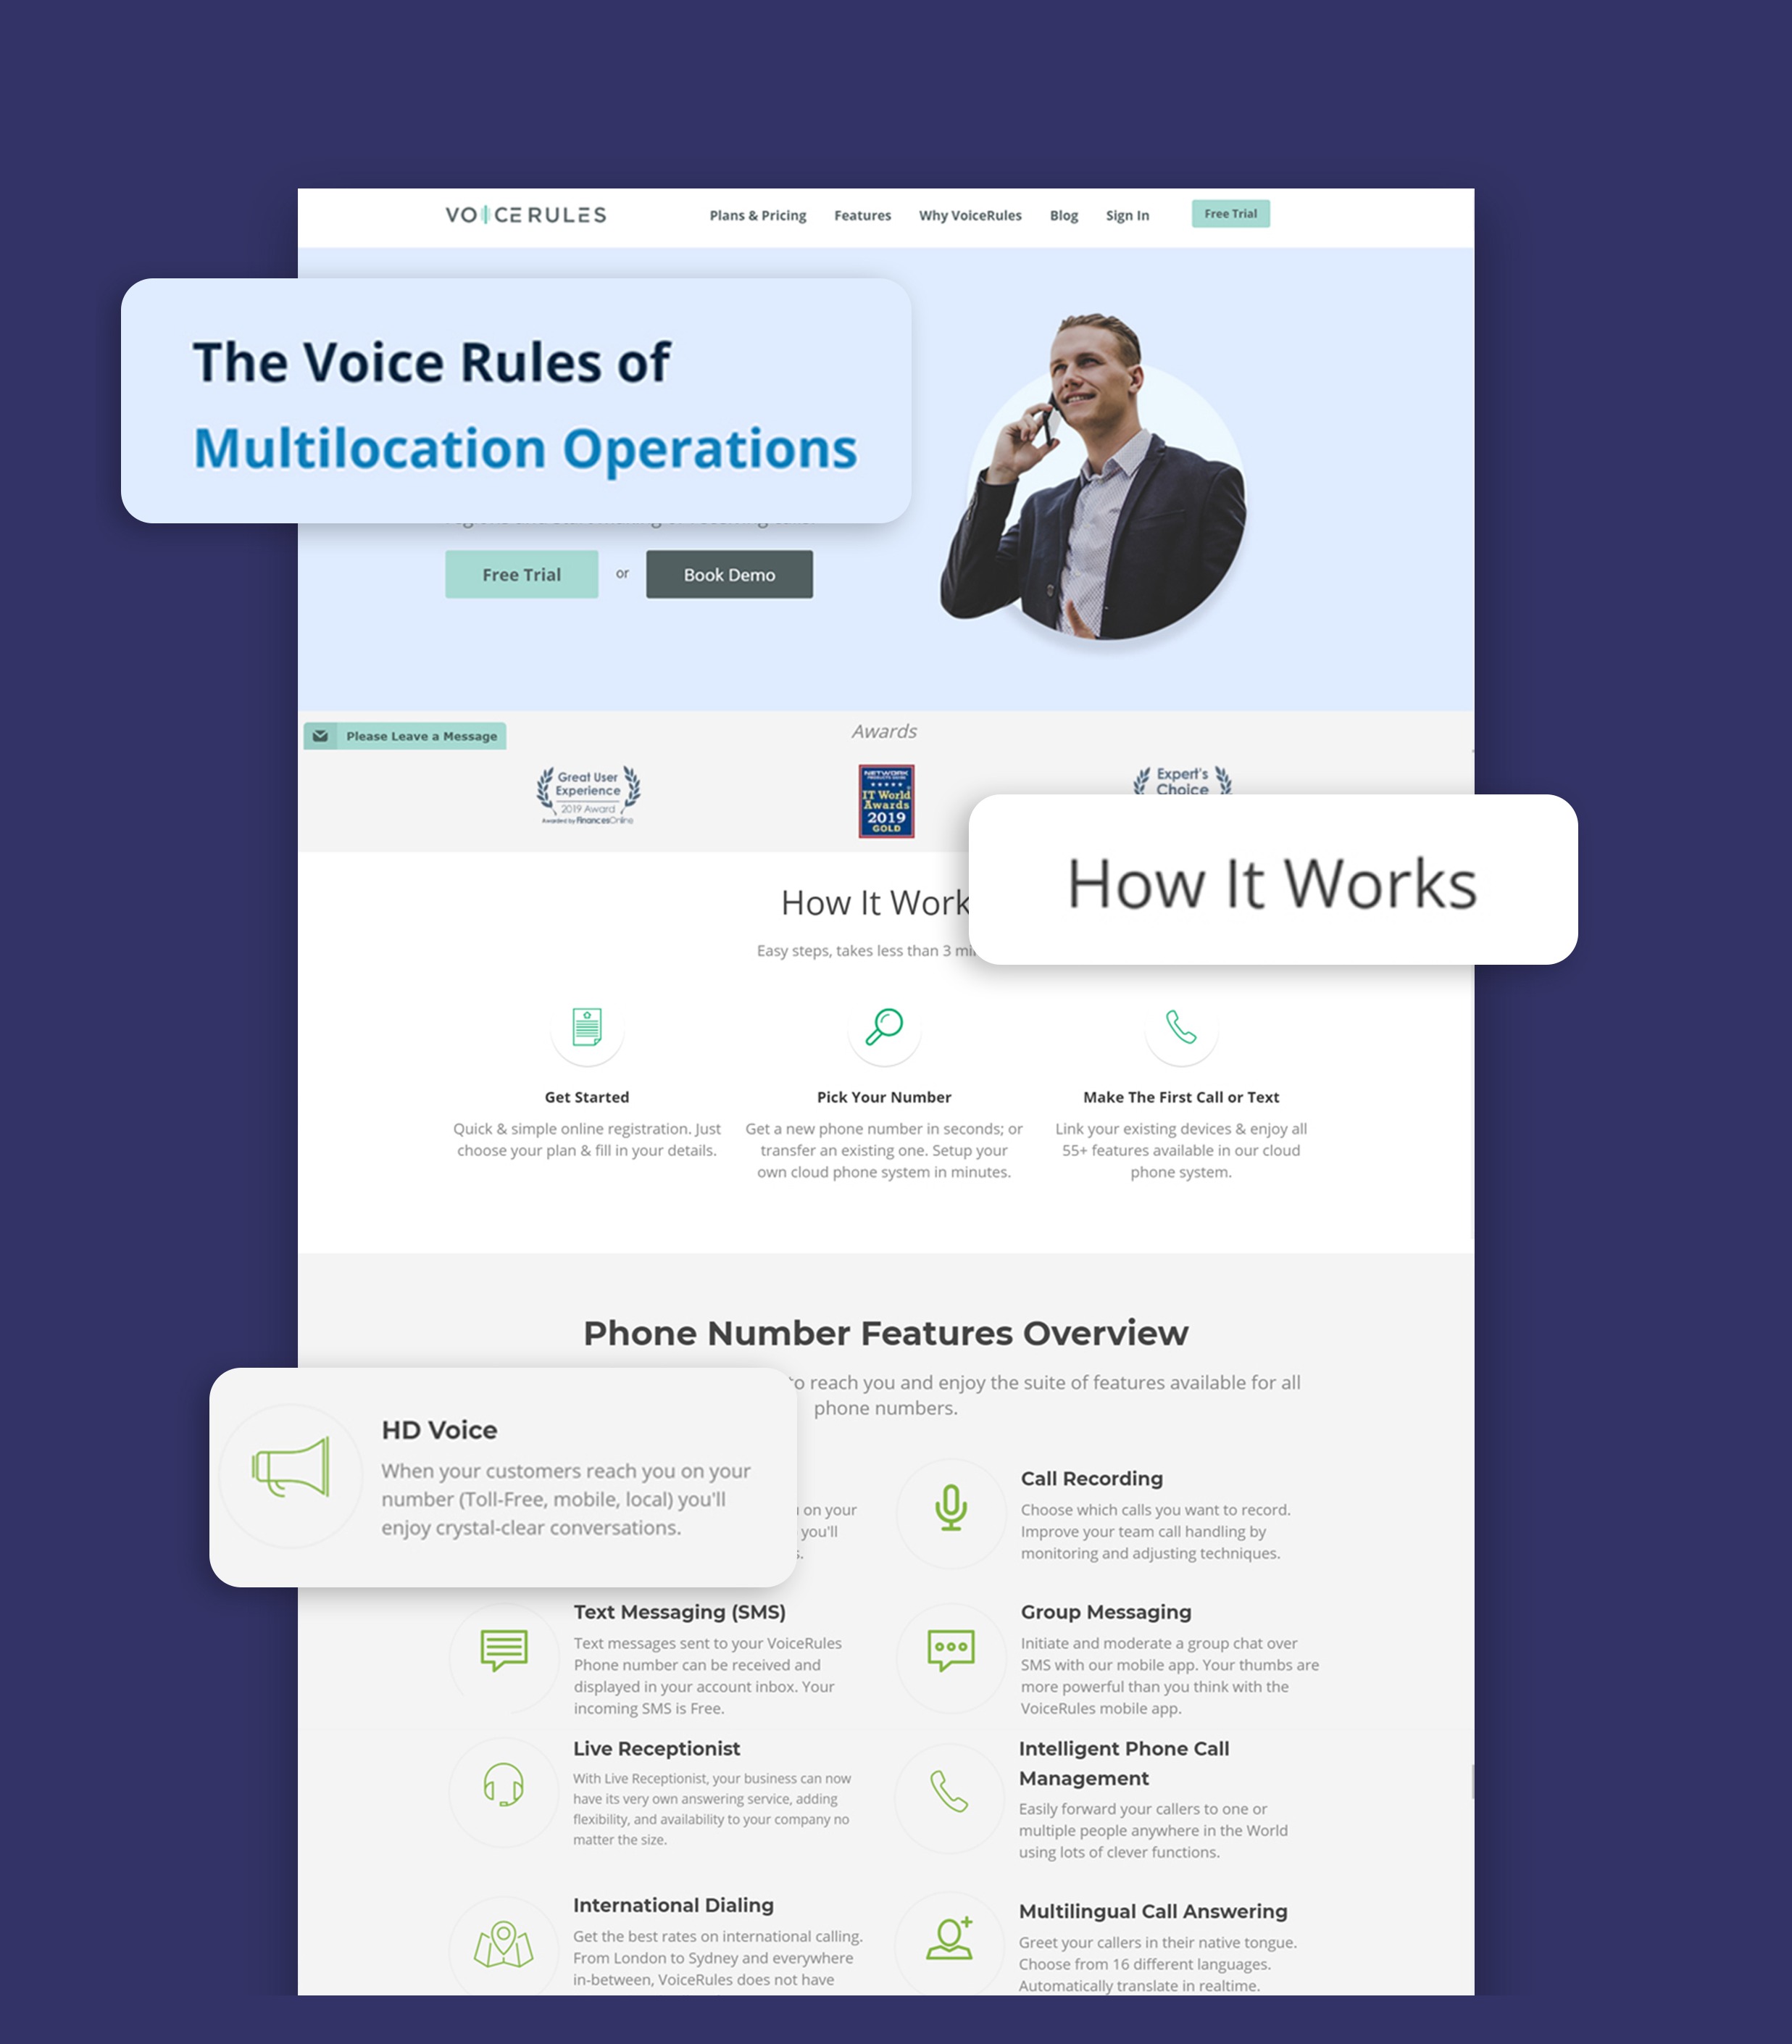 VOICERULES
Plans & Pricing Features Why VoiceRules Blog Sign In Free Trial
The Voice Rules of
Multilocation Operations
Free Trial or Book Demo
Please Leave a Message
Awards
Great User
Experience
2019 Award
Awarded by FinancesOnline
NETWORK
PRODUCTS GUIDE
IT World
Awards
2019
GOLD
Expert's
Choice
How It Works
How It Work
Easy steps, takes less than 3
Get Started
Quick & simple online registration. Just
choose your plan & fill in your details.
Pick Your Number
Get a new phone number in seconds; or
transfer an existing one. Setup your
own cloud phone system in minutes.
Make The First Call or Text
Link your existing devices & enjoy all
55+ features available in our cloud
phone system.
Phone Number Features Overview
to reach you and enjoy the suite of features available for all
phone numbers.
HD Voice
When your customers reach you on your
number (Toll-Free, mobile, local) you'll
enjoy crystal-clear conversations.
on your
you'll
Call Recording
Choose which calls you want to record.
Improve your team call handling by
monitoring and adjusting techniques.
Text Messaging (SMS)
Text messages sent to your VoiceRules
Phone number can be received and
displayed in your account inbox. Your
incoming SMS is Free.
Group Messaging
Initiate and moderate a group chat over
SMS with our mobile app. Your thumbs are
more powerful than you think with the
VoiceRules mobile app.
Live Receptionist
With Live Receptionist, your business can now
have its very own answering service, adding
flexibility, and availability to your company no
matter the size.
Intelligent Phone Call
Management
Easily forward your callers to one or
multiple people anywhere in the World
using lots of clever functions.
International Dialing
Get the best rates on international calling.
From London to Sydney and everywhere
in-between, VoiceRules does not have
Multilingual Call Answering
Greet your callers in their native tongue.
Choose from 16 different languages.
Automatically translate in realtime.